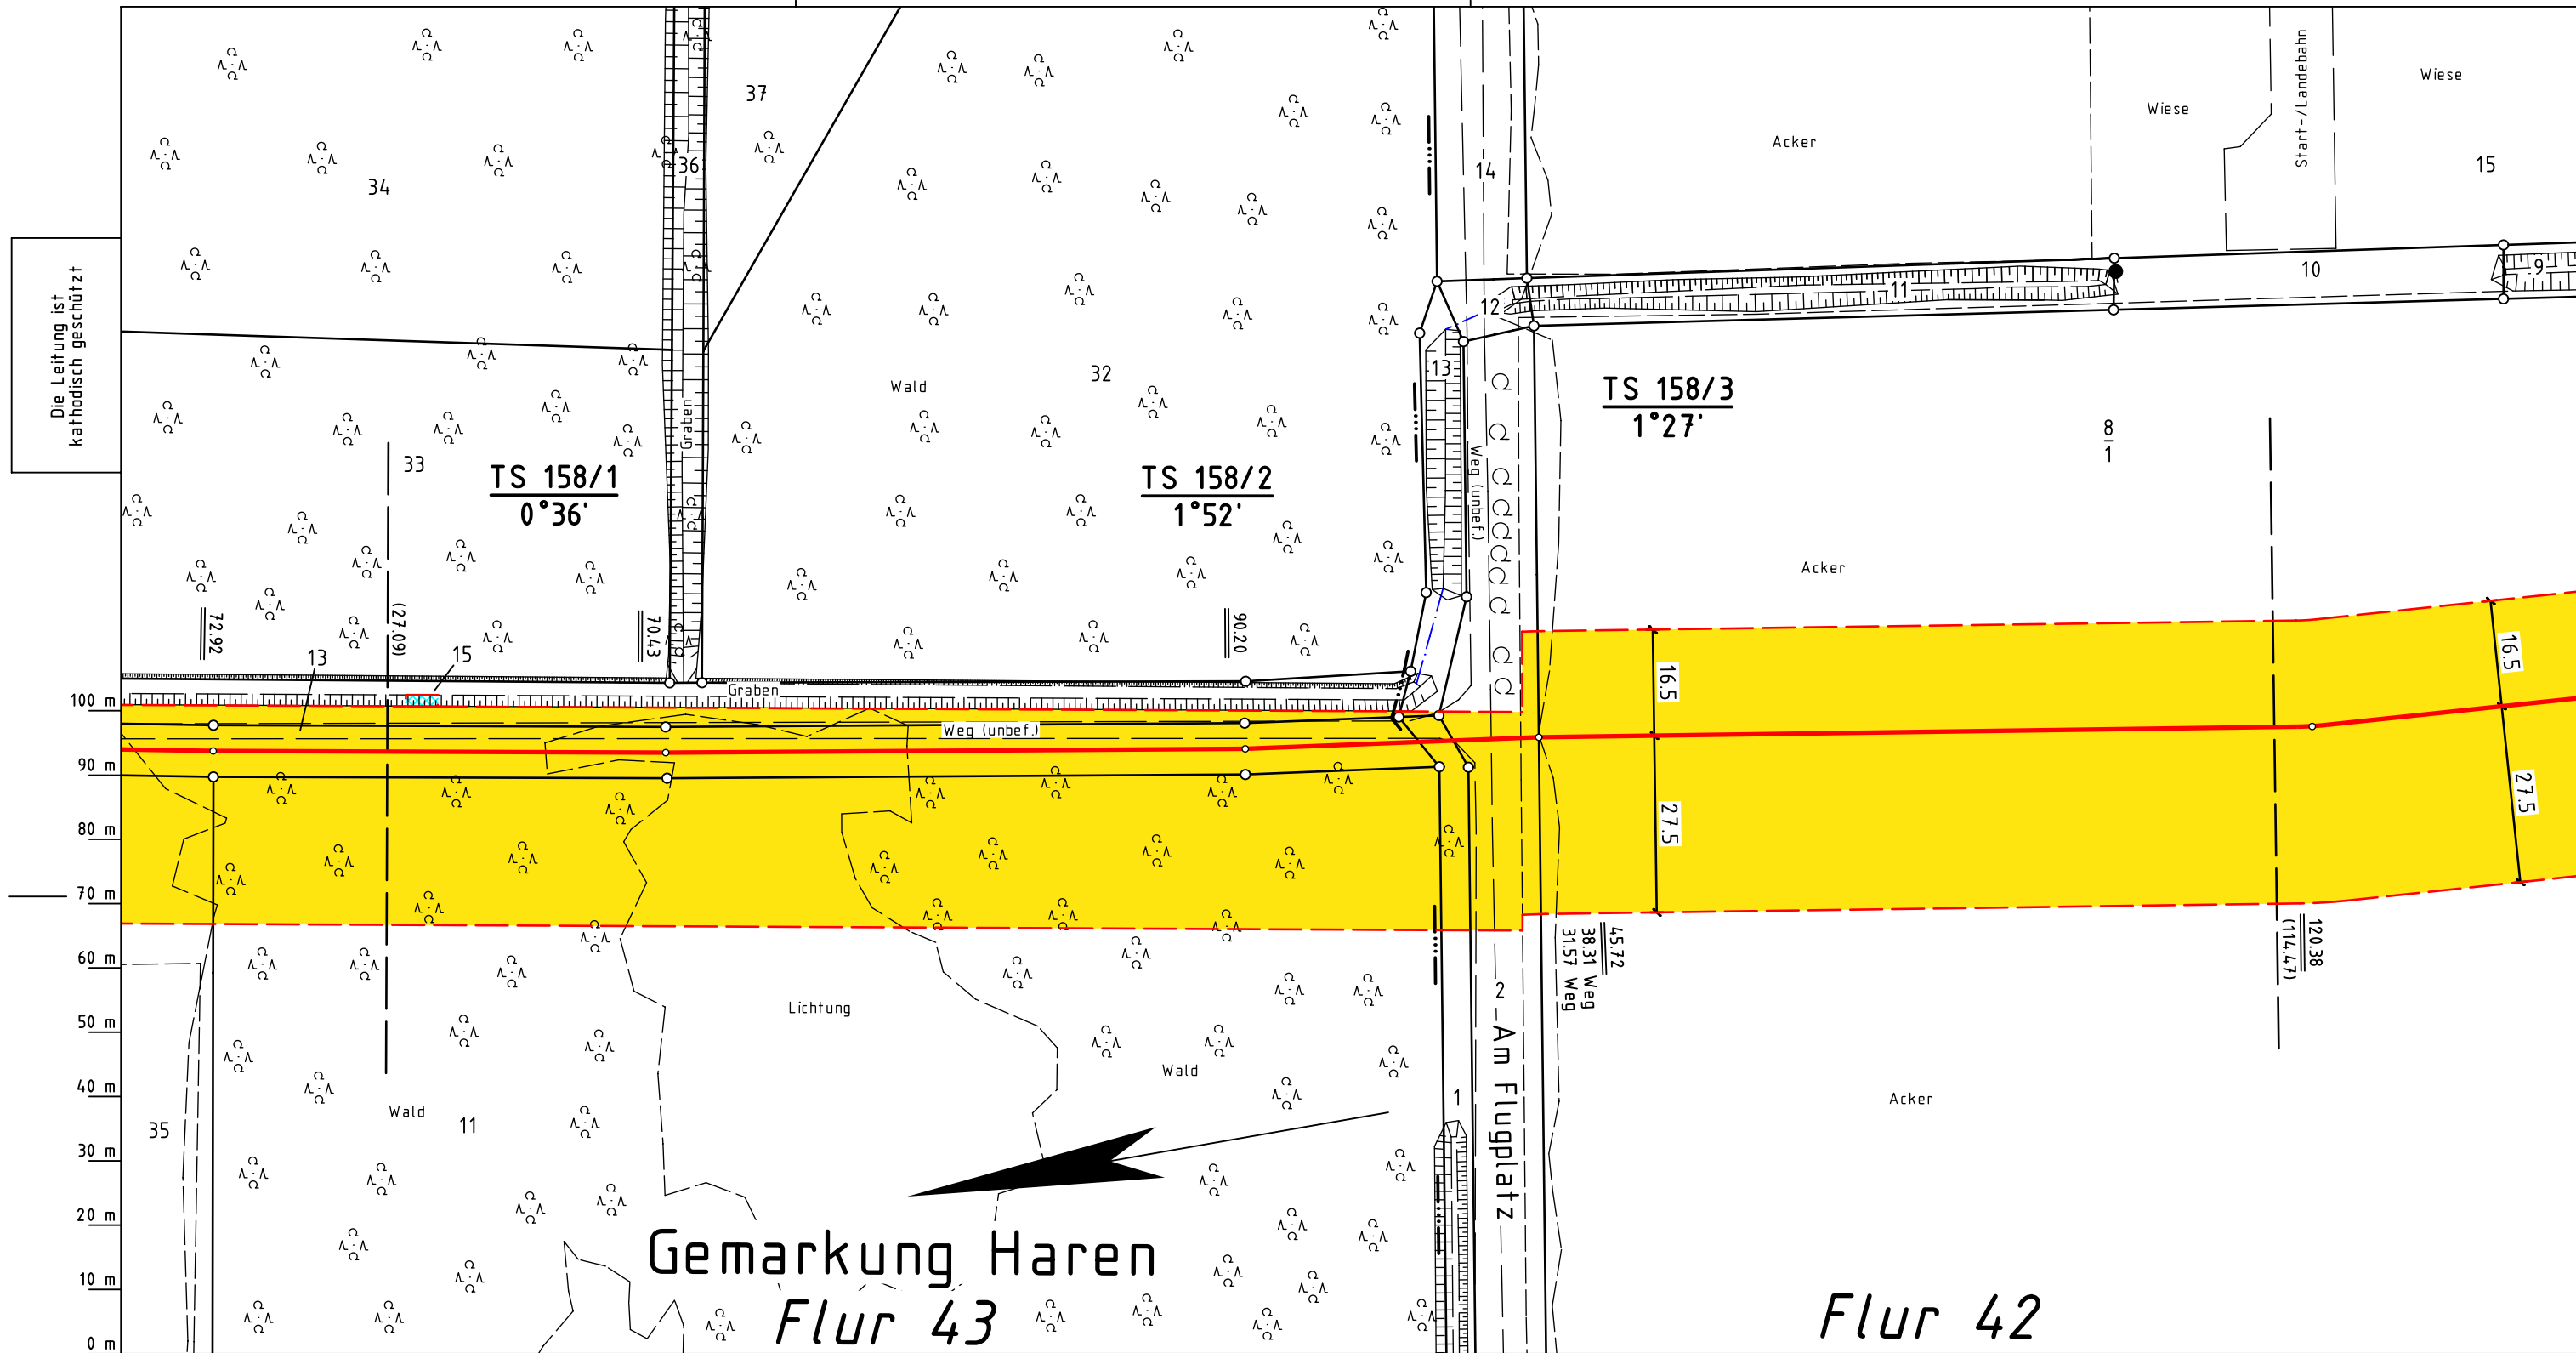 Die Leitung ist
kathodisch geschützt
37
36
34
14
Acker
Wiese
Start-/Landebahn
Wiese
15
12
11
10
9
13
Wald
32
Graben
33
TS 158/1
0°36'
TS 158/2
1°52'
Weg (unbef.)
TS 158/3
1°27'
8
1
Acker
72.92
(27.09)
70.43
90.20
13
15
Graben
Weg (unbef.)
16.5
27.5
16.5
27.5
100 m
90 m
80 m
70 m
60 m
50 m
40 m
30 m
20 m
10 m
0 m
45.72
38.31 Weg
31.57 Weg
120.38
(114.47)
2
Am Flugplatz
Lichtung
Wald
Wald
11
35
1
Acker
Gemarkung Haren
Flur 43
Flur 42